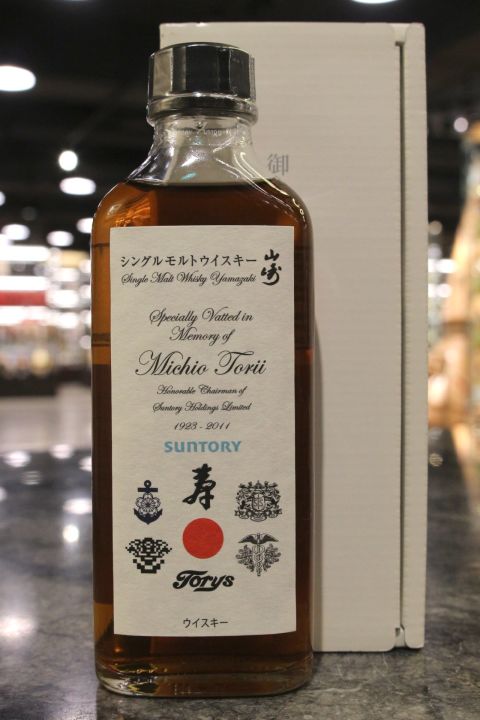 御
シングルモルトウイスキー 山崎
Single Malt Whisky Yamazaki
Specially Vatted in
Memory of
Michio Torii
Honorable Chairman of
Suntory Holdings Limited
1923 - 2011
SUNTORY
寿
Torys
ウイスキー